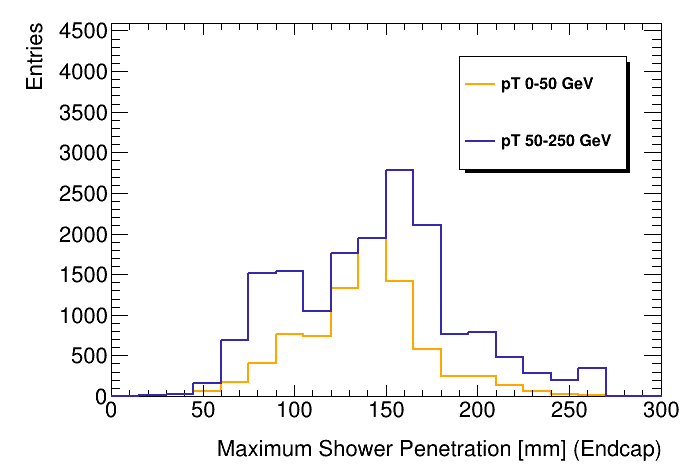 Entries
4500
4000
3500
3000
2500
2000
1500
1000
500
0
0 50 100 150 200 250 300
Maximum Shower Penetration [mm] (Endcap)
pT 0-50 GeV
pT 50-250 GeV